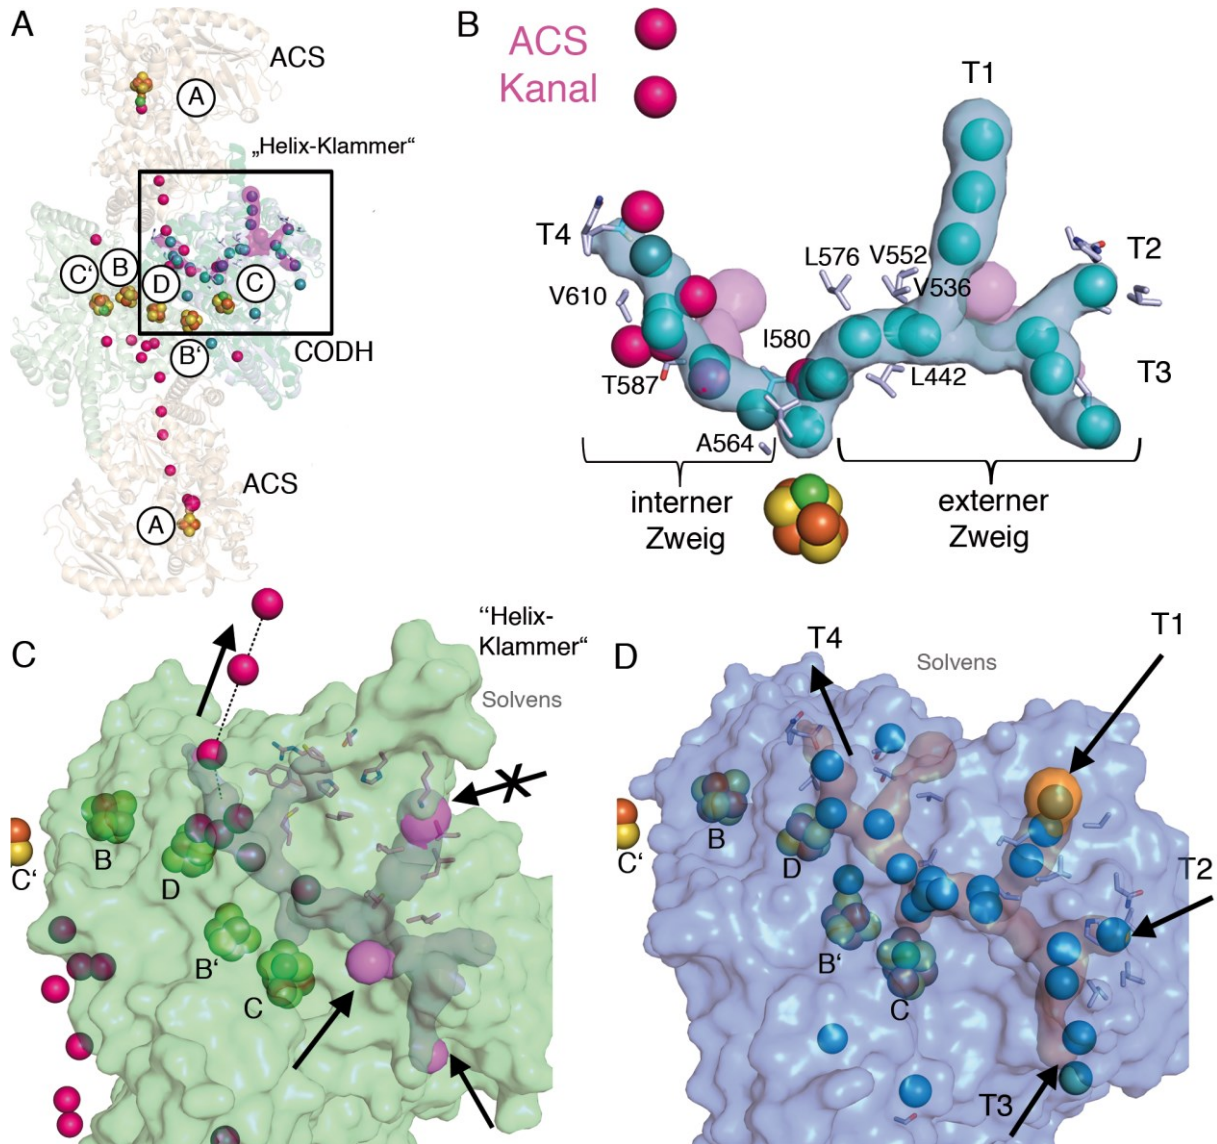 A
ACS
A
„Helix-Klammer“
C‘
B
D
C
B‘
CODH
ACS
A
B
ACS
Kanal
T1
T4
T2
L576
V552
V610
V536
I580
T3
T587
L442
A564
interner
Zweig
externer
Zweig
C
“Helix-
Klammer“
Solvens
B
C‘
D
B‘
C
D
T4
Solvens
T1
B
C‘
D
T2
B‘
C
T3